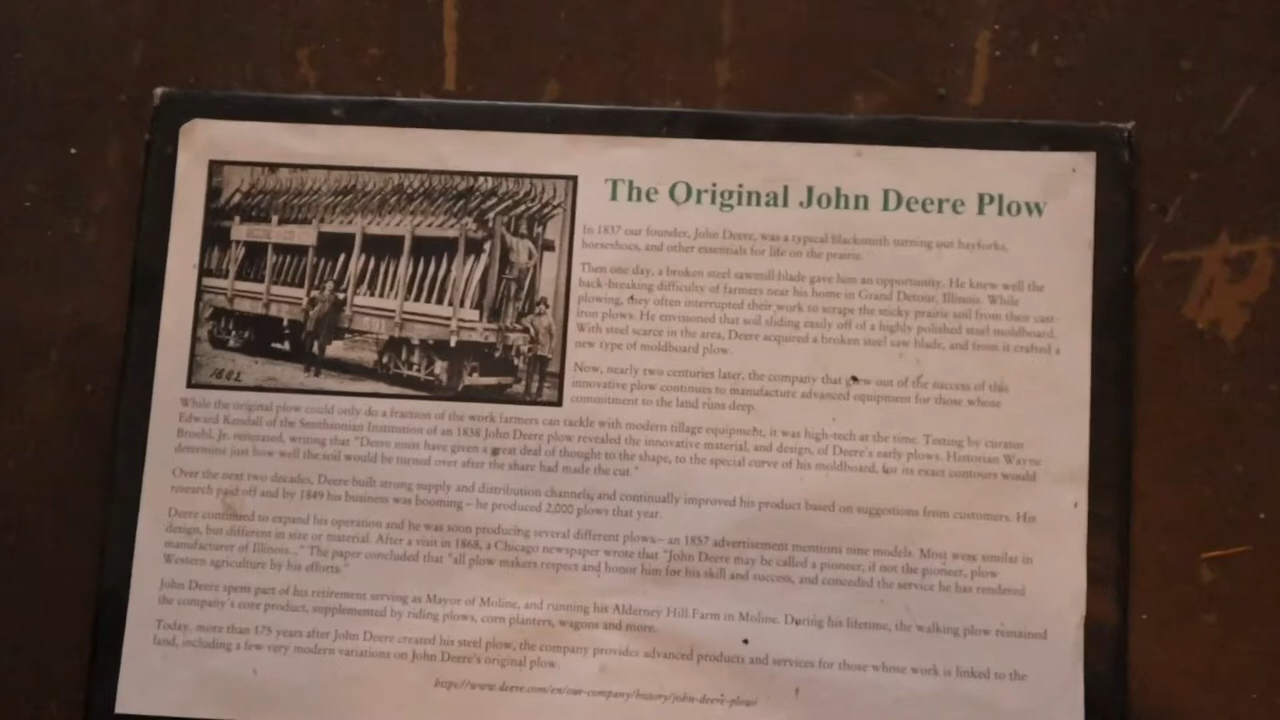 The Original John Deere Plow
In 1837 our founder, John Deere, was a typical blacksmith turning out hayforks,
horseshoes, and other essentials for life on the prairie.
Then one day, a broken steel sawmill blade gave him an opportunity. He knew well the
back-breaking difficulty of farmers near his home in Grand Detour, Illinois. While
plowing, they often interrupted their work to scrape the sticky prairie soil from their cast-
iron plows. He envisioned that soil sliding easily off of a highly polished steel moldboard.
With steel scarce in the area, Deere acquired a broken steel saw blade, and from it crafted a
new type of moldboard plow.
Now, nearly two centuries later, the company that grew out of the success of this
innovative plow continues to manufacture advanced equipment for those whose
commitment to the land runs deep.
1882
While the original plow could only do a fraction of the work farmers can tackle with modern tillage equipment, it was high-tech at the time. Testing by curator
Edward Kendall of the Smithsonian Institution of an 1838 John Deere plow revealed the innovative material, and design, of Deere's early plows. Historian Wayne
Broehl, Jr. reiterated, writing that "Deere must have given a great deal of thought to the shape, to the special curve of his moldboard, for its exact contours would
determine just how well the soil would be turned over after the share had made the cut."
Over the next two decades, Deere built strong supply and distribution channels, and continually improved his product based on suggestions from customers. His
research paid off and by 1849 his business was booming – he produced 2,000 plows that year.
Deere continued to expand his operation and he was soon producing several different plows – an 1857 advertisement mentions nine models. Most were similar in
design, but different in size or material. After a visit in 1868, a Chicago newspaper wrote that "John Deere may be called a pioneer, if not the pioneer, plow
manufacturer of Illinois..." The paper concluded that "all plow makers respect and honor him for his skill and success, and conceded the service he has rendered
Western agriculture by his efforts."
John Deere spent part of his retirement serving as Mayor of Moline, and running his Alderney Hill Farm in Moline. During his lifetime, the walking plow remained
the company's core product, supplemented by riding plows, corn planters, wagons and more.
Today, more than 175 years after John Deere created his steel plow, the company provides advanced products and services for those whose work is linked to the
land, including a few very modern variations on John Deere's original plow.
https://www.deere.com/en/our-company/history/john-deere-plow/